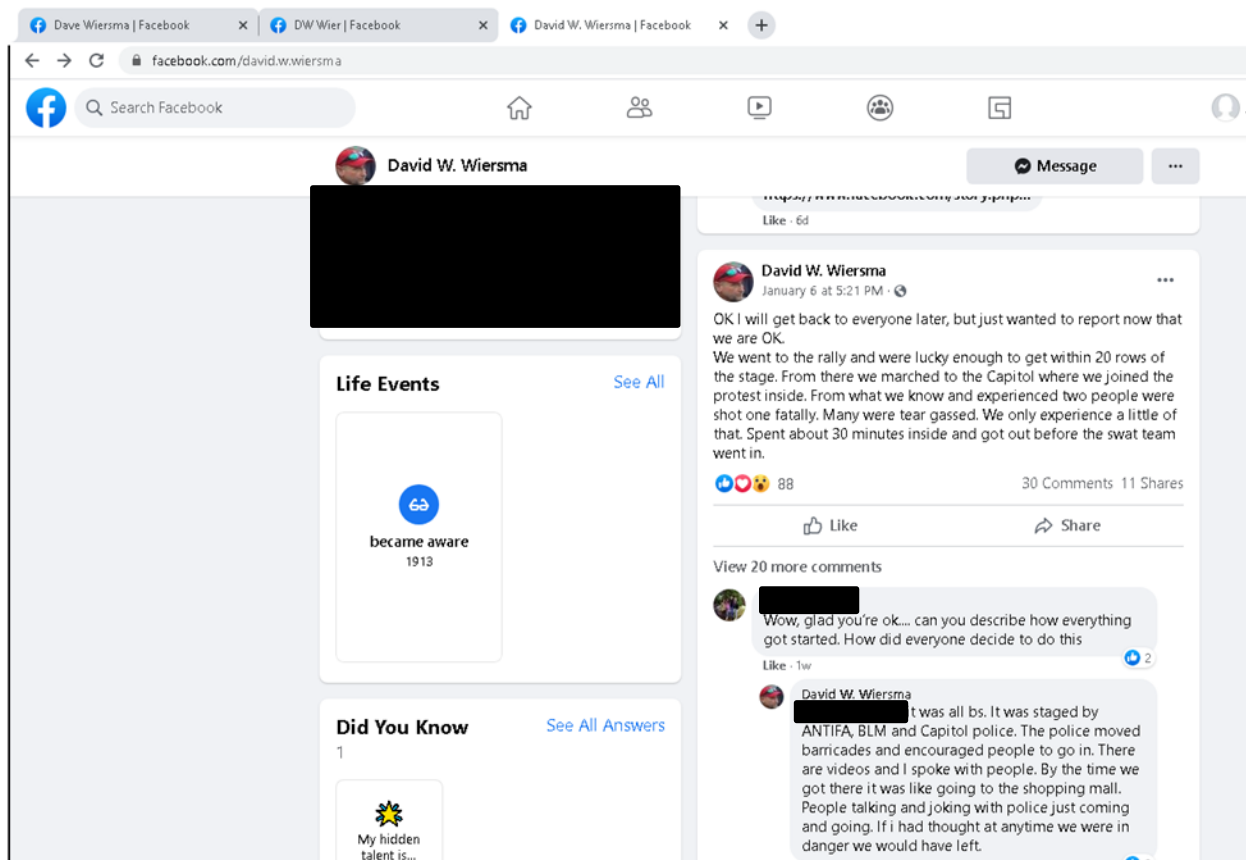 Dave Wiersma | Facebook
DW Wier | Facebook
David W. Wiersma | Facebook
facebook.com/david.w.wiersma
Search Facebook
David W. Wiersma
Message
Life Events
See All
became aware
1913
Did You Know
See All Answers
1
My hidden
talent is...
https://www.facebook.com/story.php...
Like · 6d
David W. Wiersma
January 6 at 5:21 PM ·
OK I will get back to everyone later, but just wanted to report now that
we are OK.
We went to the rally and were lucky enough to get within 20 rows of
the stage. From there we marched to the Capitol where we joined the
protest inside. From what we know and experienced two people were
shot one fatally. Many were tear gassed. We only experience a little of
that. Spent about 30 minutes inside and got out before the swat team
went in.
88
30 Comments 11 Shares
Like
Share
View 20 more comments
Wow, glad you're ok.... can you describe how everything
got started. How did everyone decide to do this
2
Like · 1w
David W. Wiersma
t was all bs. It was staged by
ANTIFA, BLM and Capitol police. The police moved
barricades and encouraged people to go in. There
are videos and I spoke with people. By the time we
got there it was like going to the shopping mall.
People talking and joking with police just coming
and going. If i had thought at anytime we were in
danger we would have left.